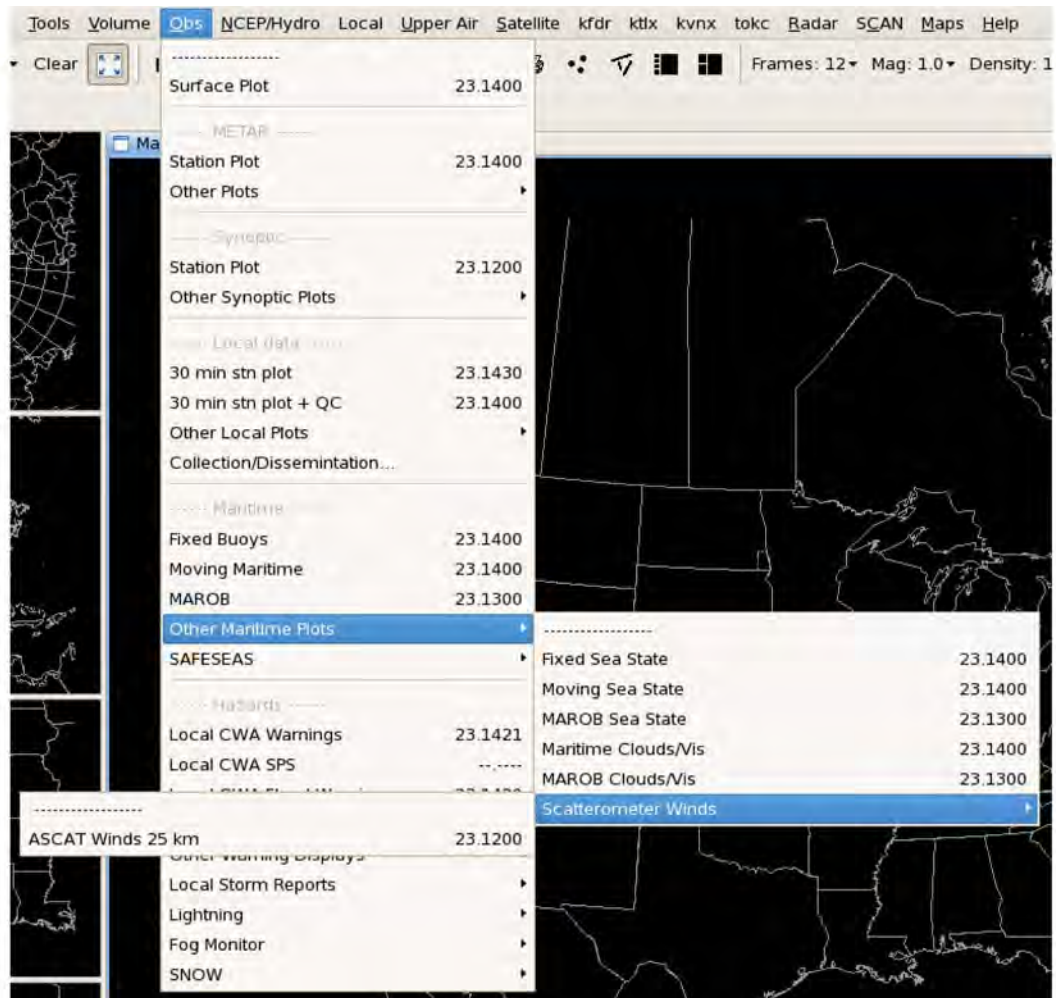 Tools Volume Obs NCEP/Hydro Local Upper Air Satellite kfdr ktlx kvnx tokc Radar SCAN Maps Help
Clear Frames: 12 Mag: 1.0 Density: 1
Ma
------------------
Surface Plot 23.1400
------ METAR ------
Station Plot 23.1400
Other Plots
------ Synoptic ------
Station Plot 23.1200
Other Synoptic Plots
------ Local data ------
30 min stn plot 23.1430
30 min stn plot + QC 23.1400
Other Local Plots
Collection/Dissemintation...
------ Maritime ------
Fixed Buoys 23.1400
Moving Maritime 23.1400
MAROB 23.1300
Other Maritime Plots
SAFESEAS
------ Hazards ------
Local CWA Warnings 23.1421
Local CWA SPS --.----
Other Warning Displays
Local Storm Reports
Lightning
Fog Monitor
SNOW
------------------
Fixed Sea State 23.1400
Moving Sea State 23.1400
MAROB Sea State 23.1300
Maritime Clouds/Vis 23.1400
MAROB Clouds/Vis 23.1300
Scatterometer Winds
------------------
ASCAT Winds 25 km 23.1200